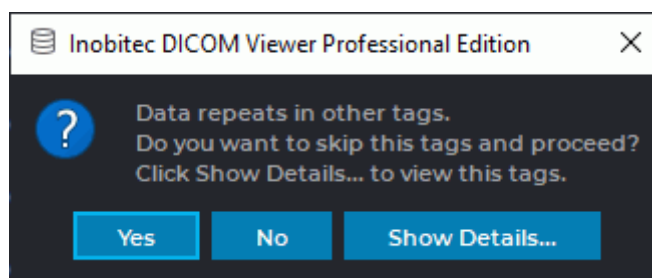 Inobitec DICOM Viewer Professional Edition
Data repeats in other tags.
Do you want to skip this tags and proceed?
Click Show Details... to view this tags.
Yes No Show Details...